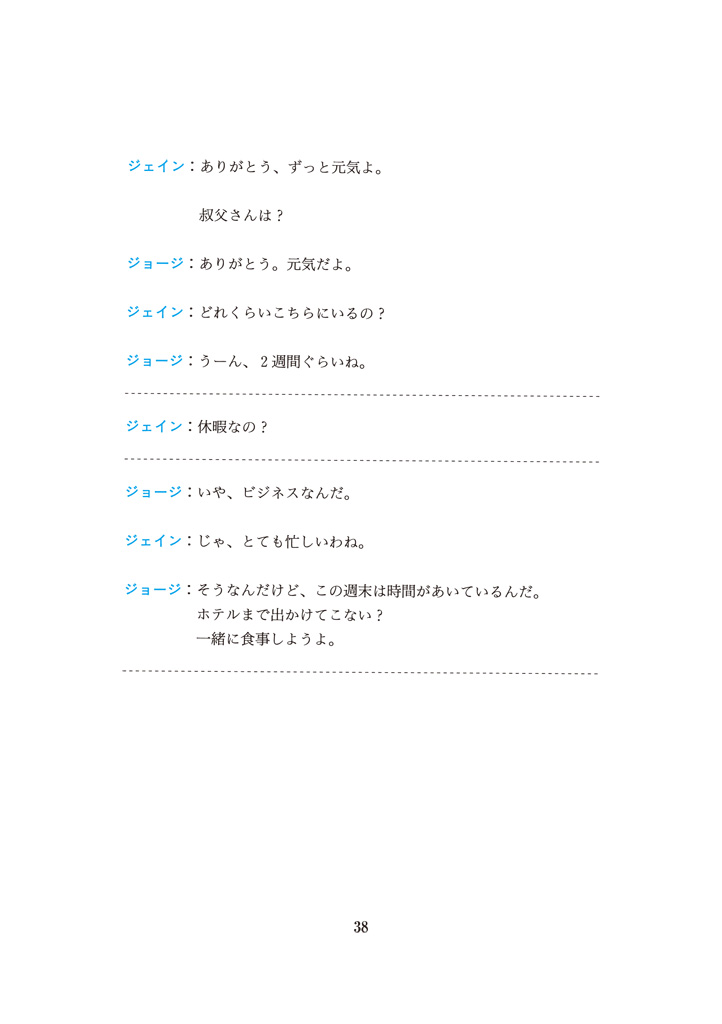 ジェイン：ありがとう、ずっと元気よ。
叔父さんは？
ジョージ：ありがとう。元気だよ。
ジェイン：どれくらいこちらにいるの？
ジョージ：うーん、２週間ぐらいね。
ジェイン：休暇なの？
ジョージ：いや、ビジネスなんだ。
ジェイン：じゃ、とても忙しいわね。
ジョージ：そうなんだけど、この週末は時間があいているんだ。
ホテルまで出かけてこない？
一緒に食事しようよ。
38